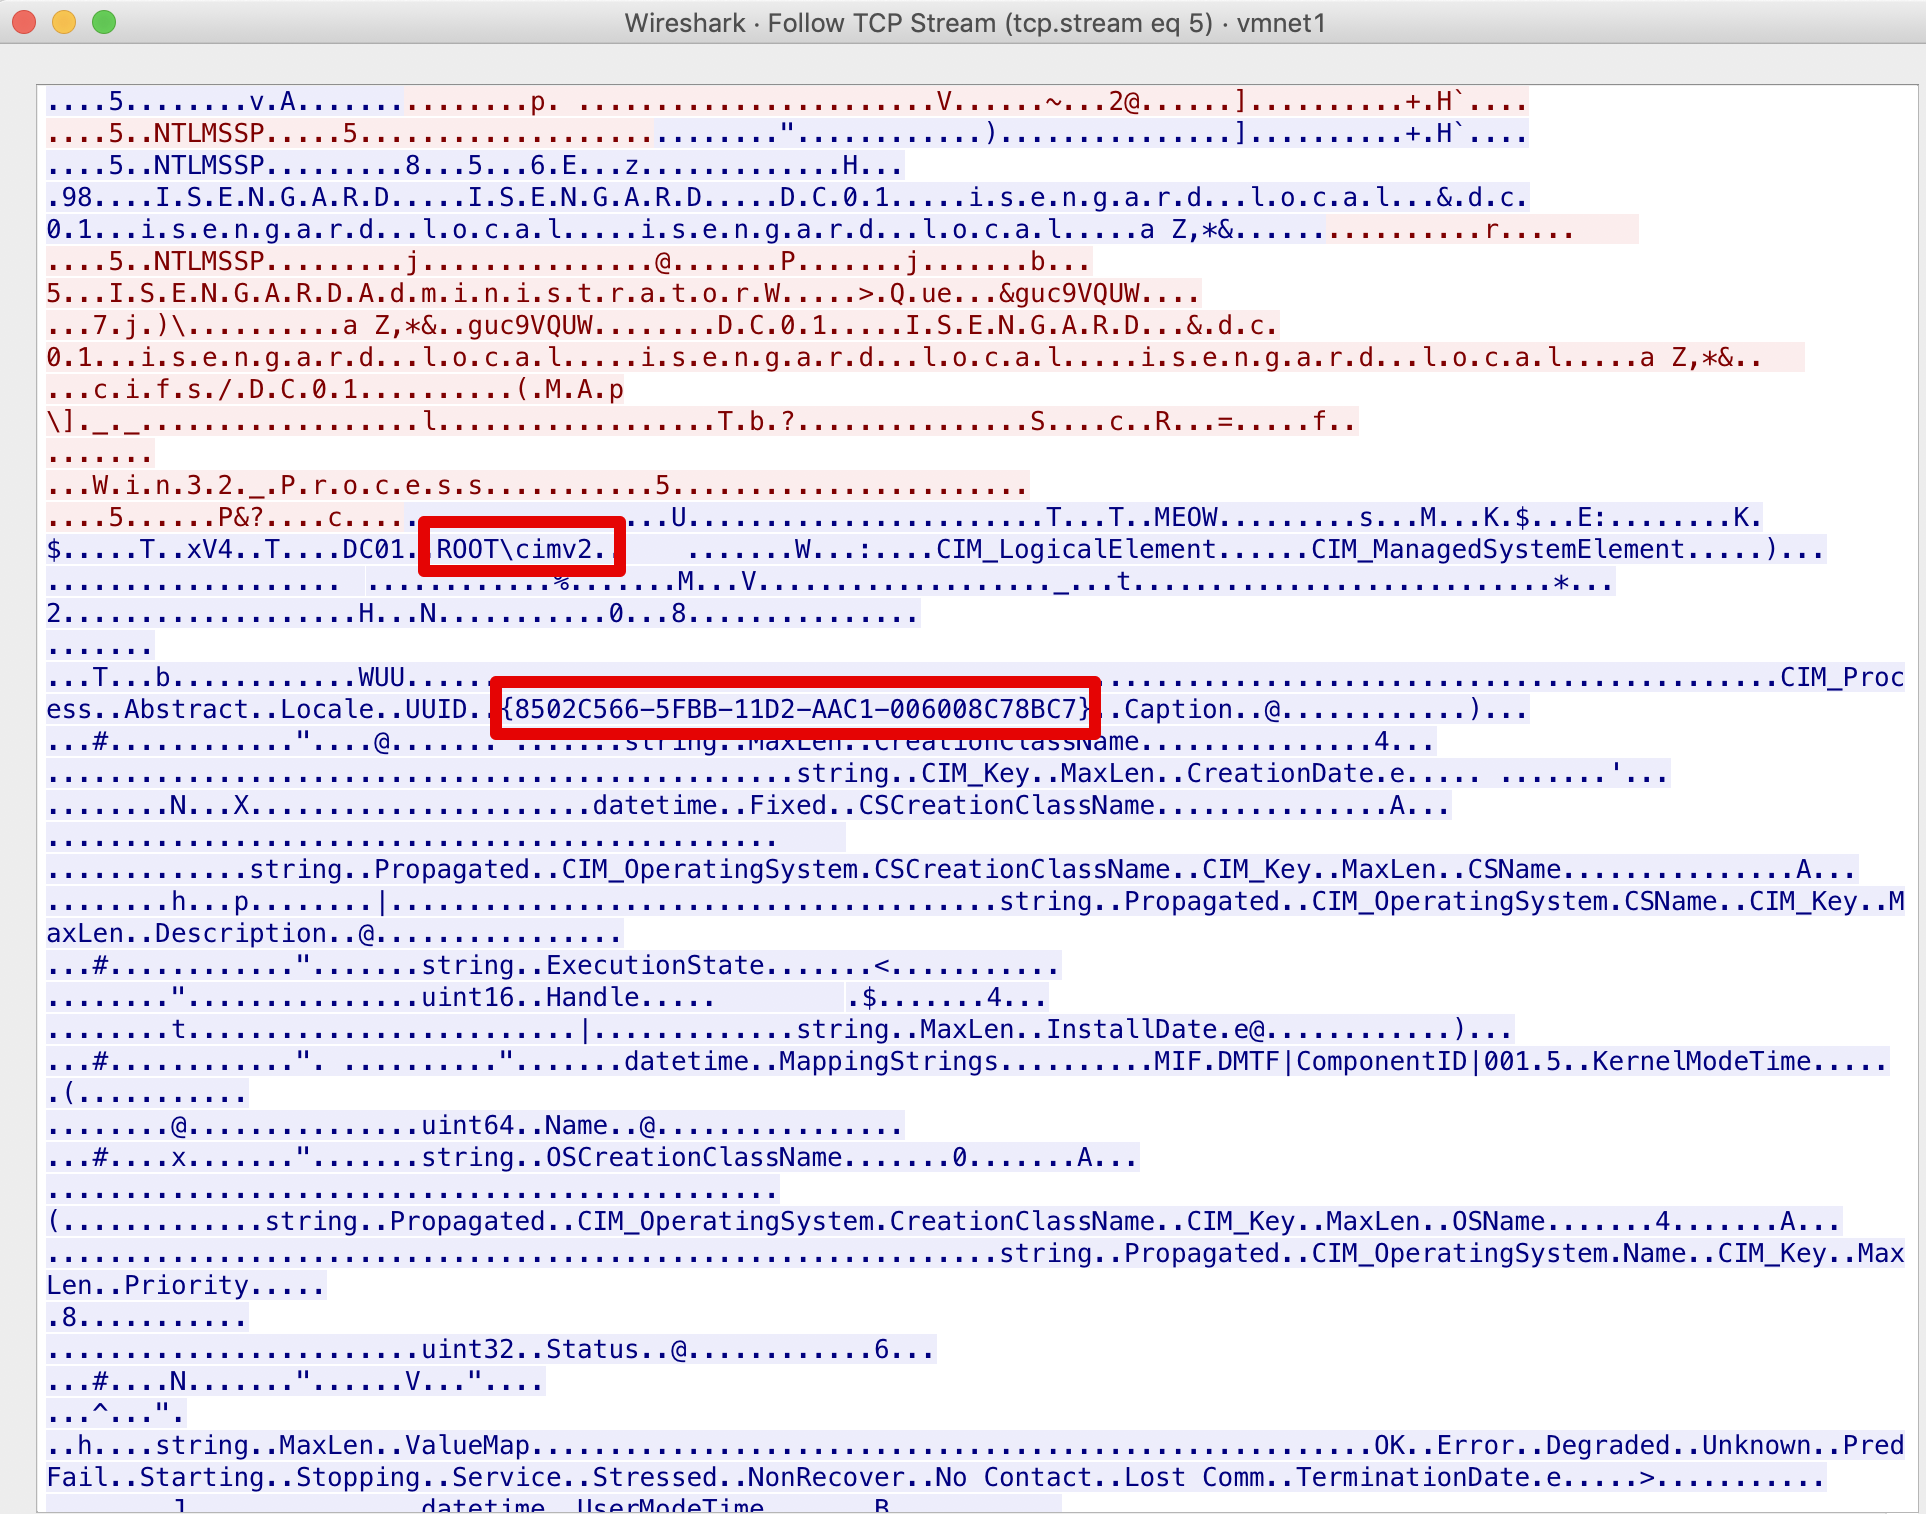 Wireshark · Follow TCP Stream (tcp.stream eq 5) · vmnet1
....5........v.A...............p. .......................V......~...2@......]..........+.H`....
....5..NTLMSSP.....5...........................".............)...............]..........+.H`....
....5..NTLMSSP.........8...5...6.E...z.............H...
.98....I.S.E.N.G.A.R.D.....I.S.E.N.G.A.R.D.....D.C.0.1.....i.s.e.n.g.a.r.d...l.o.c.a.l...&.d.c.
0.1...i.s.e.n.g.a.r.d...l.o.c.a.l.....i.s.e.n.g.a.r.d...l.o.c.a.l.....a Z,*&................r.....
....5..NTLMSSP.........j...............@.......P.......j.......b...
5...I.S.E.N.G.A.R.D.A.d.m.i.n.i.s.t.r.a.t.o.r.W.....>.Q.ue...&guc9VQUW....
...7.j.)\..........a Z,*&..guc9VQUW........D.C.0.1.....I.S.E.N.G.A.R.D...&.d.c.
0.1...i.s.e.n.g.a.r.d...l.o.c.a.l.....i.s.e.n.g.a.r.d...l.o.c.a.l.....i.s.e.n.g.a.r.d...l.o.c.a.l.....a Z,*&..
...c.i.f.s./.D.C.0.1..........(.M.A.p
\]._._..................l..................T.b.?...............S....c..R...=.....f..
.......
...W.i.n.3.2._.P.r.o.c.e.s.s...........5.......................
....5......P&?....c.....................U.......................T...T..MEOW.........s...M...K.$...E:........K.
$.....T..xV4..T....DC01..ROOT\cimv2.. .......W...:....CIM_LogicalElement......CIM_ManagedSystemElement.....)...
................... ............%.......M...V..................._...t...........................*...
2...................H...N...........0...8...............
.......
...T...b............WUU........................................................................................CIM_Proc
ess..Abstract..Locale..UUID..{8502C566-5FBB-11D2-AAC1-006008C78BC7}..Caption..@............)...
...#............"....@....... .......string..MaxLen..CreationClassName...............4...
................................................string..CIM_Key..MaxLen..CreationDate.e..... .......'...
........N...X......................datetime..Fixed..CSCreationClassName...............A...
...............................................
.............string..Propagated..CIM_OperatingSystem.CSCreationClassName..CIM_Key..MaxLen..CSName...............A...
........h...p........|.......................................string..Propagated..CIM_OperatingSystem.CSName..CIM_Key..M
axLen..Description..@................
...#............".......string..ExecutionState.......<...........
........"...............uint16..Handle..... .$.......4...
........t.........................|.............string..MaxLen..InstallDate.e@............)...
...#............". ..........".......datetime..MappingStrings..........MIF.DMTF|ComponentID|001.5..KernelModeTime.....
.(...........
........@...............uint64..Name..@................
...#....x.......".......string..OSCreationClassName.......0.......A...
...............................................
(.............string..Propagated..CIM_OperatingSystem.CreationClassName..CIM_Key..MaxLen..OSName.......4.......A...
.............................................................string..Propagated..CIM_OperatingSystem.Name..CIM_Key..Max
Len..Priority.....
.8...........
........................uint32..Status..@............6...
...#....N......."......V..."....
...^...".
..h....string..MaxLen..ValueMap......................................................OK..Error..Degraded..Unknown..Pred
Fail..Starting..Stopping..Service..Stressed..NonRecover..No Contact..Lost Comm..TerminationDate.e.....>...........
........]...............datetime..UserModeTime.......B...........